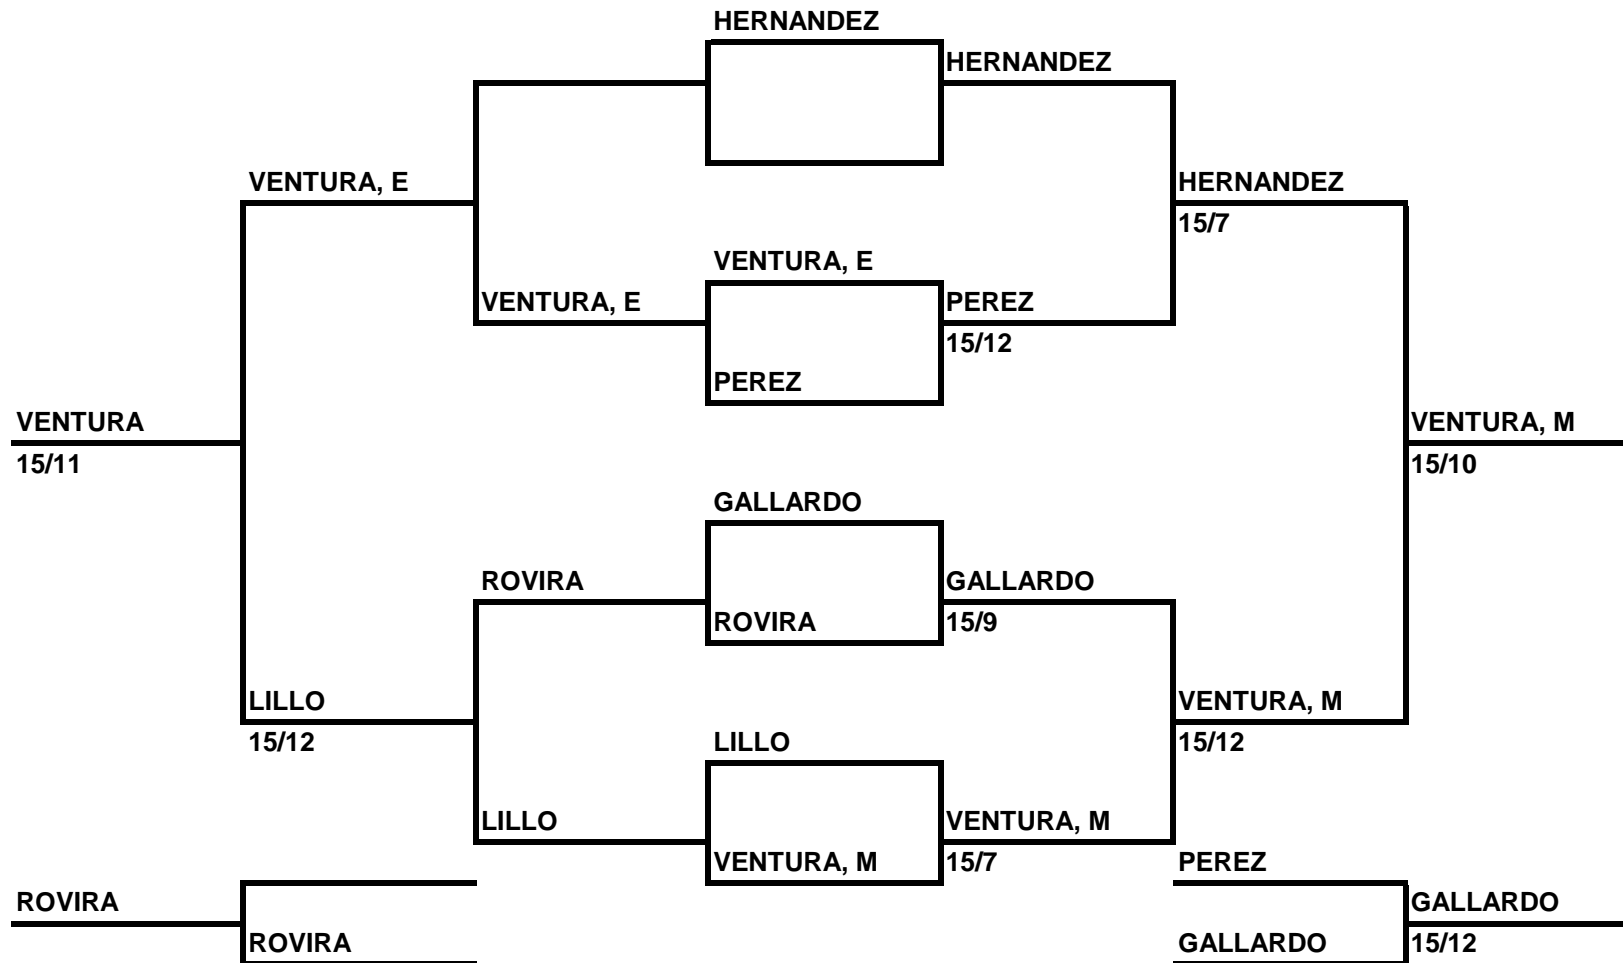 HERNANDEZ
HERNANDEZ
VENTURA, E
HERNANDEZ
15/7
VENTURA, E
VENTURA, E
PEREZ
15/12
PEREZ
VENTURA
15/11
VENTURA, M
15/10
GALLARDO
ROVIRA
GALLARDO
ROVIRA
15/9
LILLO
15/12
VENTURA, M
15/12
LILLO
LILLO
VENTURA, M
VENTURA, M
15/7
PEREZ
ROVIRA
GALLARDO
ROVIRA
GALLARDO
15/12